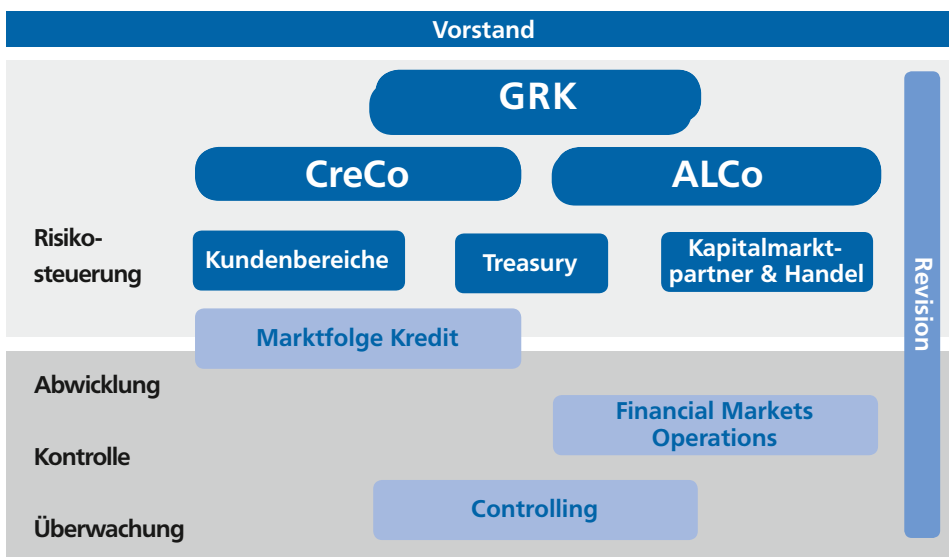 Vorstand
GRK
CreCo
ALCo
Risiko-
steuerung
Kundenbereiche
Treasury
Kapitalmarkt-
partner & Handel
Revision
Marktfolge Kredit
Abwicklung
Financial Markets
Operations
Kontrolle
Controlling
Überwachung